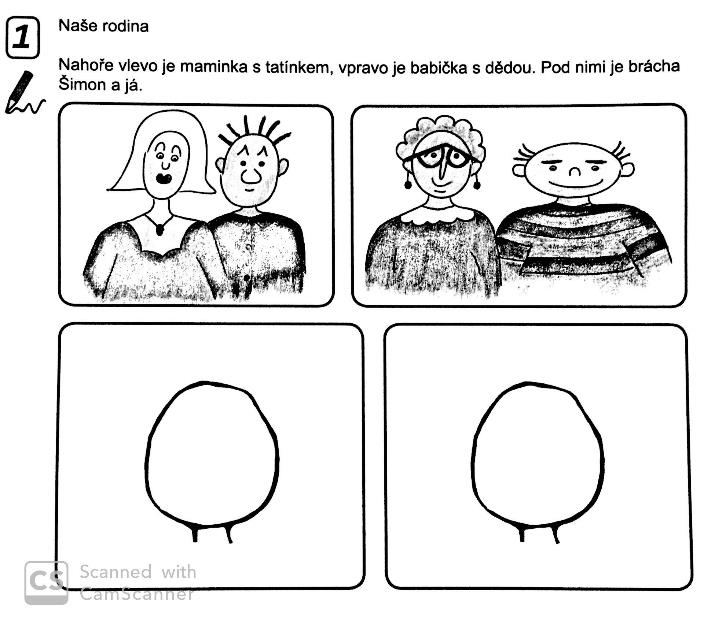 1
Naše rodina
Nahoře vlevo je maminka s tatínkem, vpravo je babička s dědou. Pod nimi je brácha
Šimon a já.
CS Scanned with
CamScanner